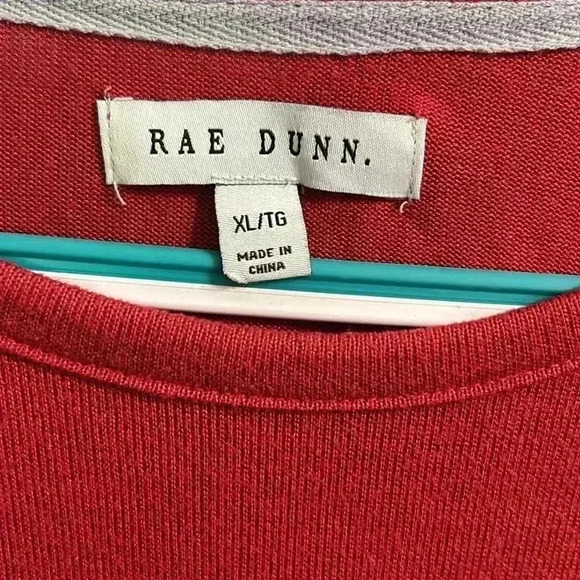 RAE DUNN.
XL/TG
MADE IN
CHINA